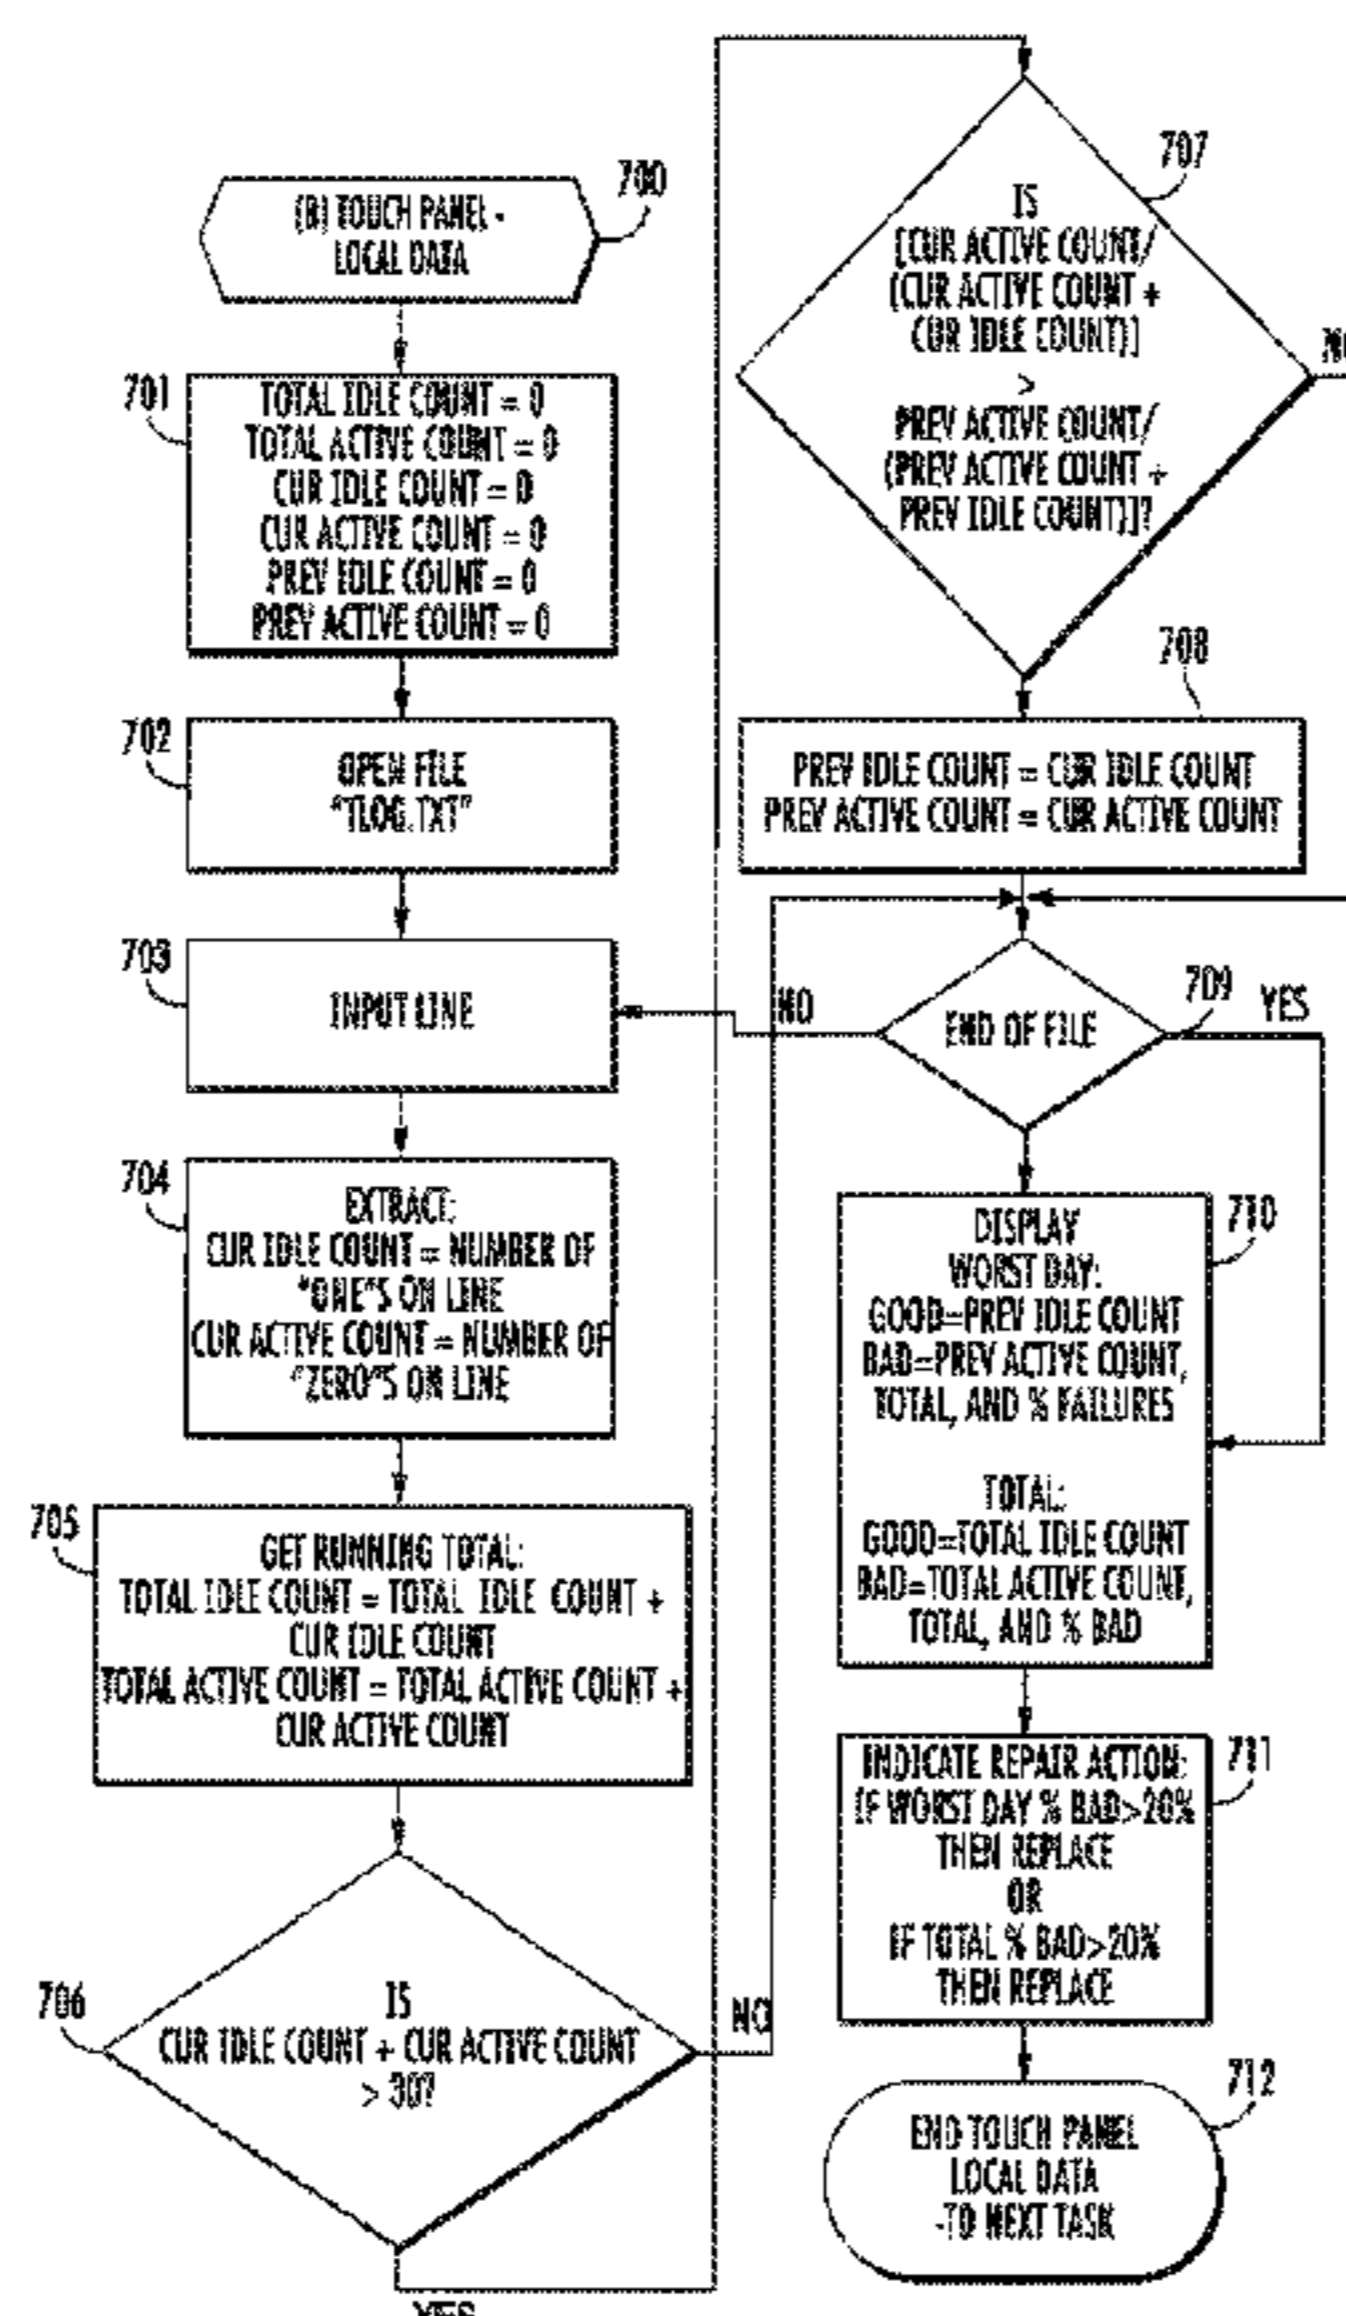 700
(B) TOUCH PANEL -
LOCAL DATA
701
TOTAL IDLE COUNT = 0
TOTAL ACTIVE COUNT = 0
CUR IDLE COUNT = 0
CUR ACTIVE COUNT = 0
PREV IDLE COUNT = 0
PREV ACTIVE COUNT = 0
702
OPEN FILE
"TLOG.TXT"
703
INPUT LINE
704
EXTRACT:
CUR IDLE COUNT = NUMBER OF
"ONE"S ON LINE
CUR ACTIVE COUNT = NUMBER OF
"ZERO"S ON LINE
705
GET RUNNING TOTAL:
TOTAL IDLE COUNT = TOTAL IDLE COUNT +
CUR IDLE COUNT
TOTAL ACTIVE COUNT = TOTAL ACTIVE COUNT +
CUR ACTIVE COUNT
706
IS
CUR IDLE COUNT + CUR ACTIVE COUNT
> 30?
NO
YES
707
IS
[CUR ACTIVE COUNT/
(CUR ACTIVE COUNT +
CUR IDLE COUNT)]
>
PREV ACTIVE COUNT/
(PREV ACTIVE COUNT +
PREV IDLE COUNT)]?
NO
708
PREV IDLE COUNT = CUR IDLE COUNT
PREV ACTIVE COUNT = CUR ACTIVE COUNT
709
END OF FILE
NO
YES
710
DISPLAY
WORST DAY:
GOOD=PREV IDLE COUNT
BAD=PREV ACTIVE COUNT,
TOTAL, AND % FAILURES
TOTAL:
GOOD=TOTAL IDLE COUNT
BAD=TOTAL ACTIVE COUNT,
TOTAL, AND % BAD
711
INDICATE REPAIR ACTION:
IF WORST DAY % BAD>20%
THEN REPLACE
OR
IF TOTAL % BAD>20%
THEN REPLACE
712
END TOUCH PANEL
LOCAL DATA
-TO NEXT TASK